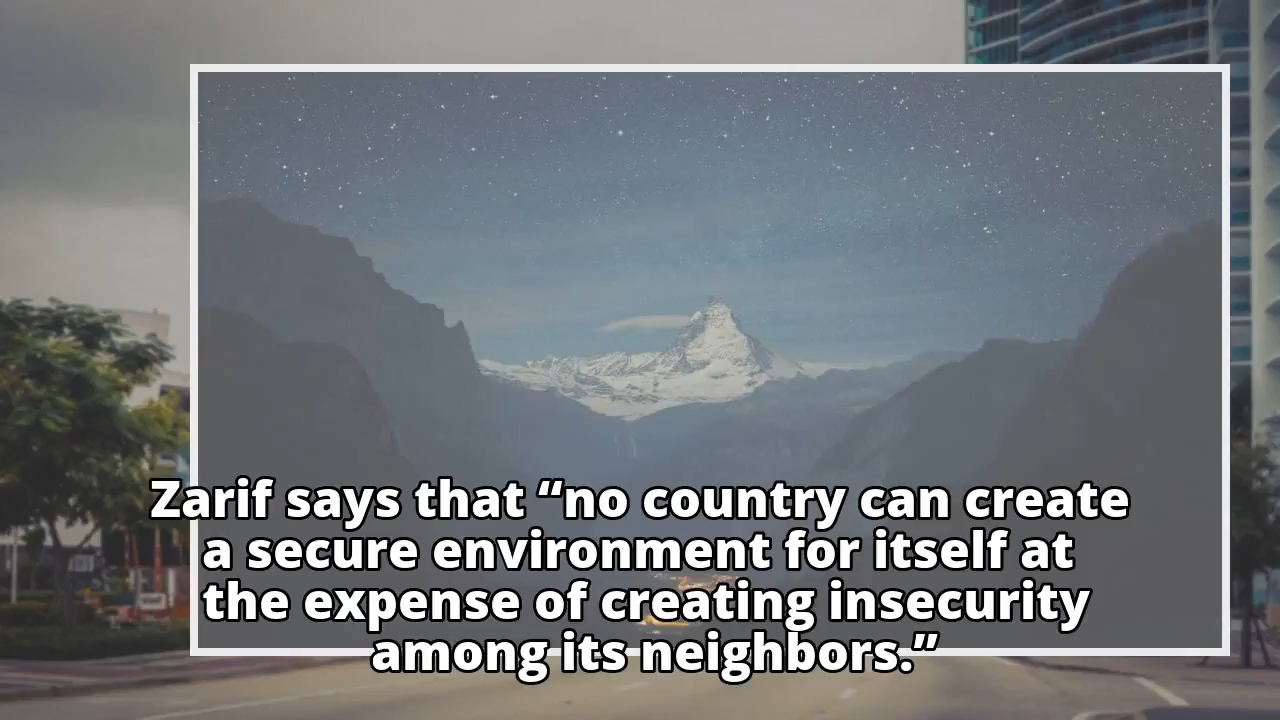 Zarif says that “no country can create
a secure environment for itself at
the expense of creating insecurity
among its neighbors.”